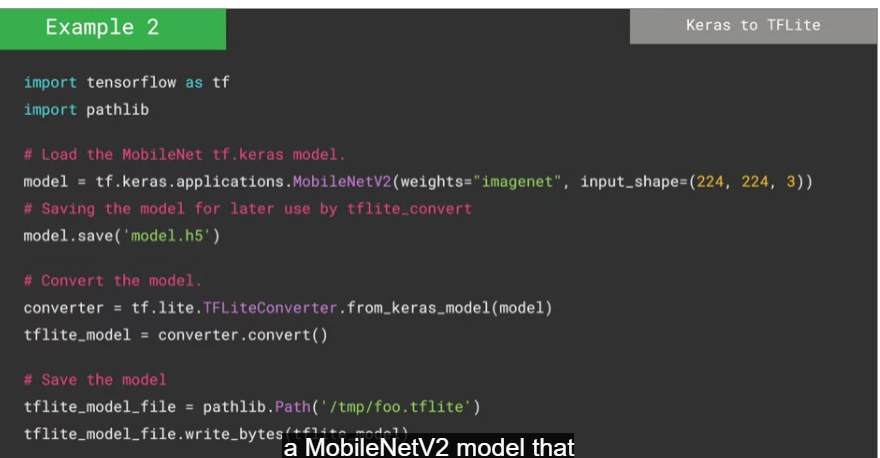 Example 2
Keras to TFLite
import tensorflow as tf
import pathlib
# Load the MobileNet tf.keras model.
model = tf.keras.applications.MobileNetV2(weights="imagenet", input_shape=(224, 224, 3))
# Saving the model for later use by tflite_convert
model.save('model.h5')
# Convert the model.
converter = tf.lite.TFLiteConverter.from_keras_model(model)
tflite_model = converter.convert()
# Save the model
tflite_model_file = pathlib.Path('/tmp/foo.tflite')
tflite_model_file.write_bytes(tflite_model)
a MobileNetV2 model that